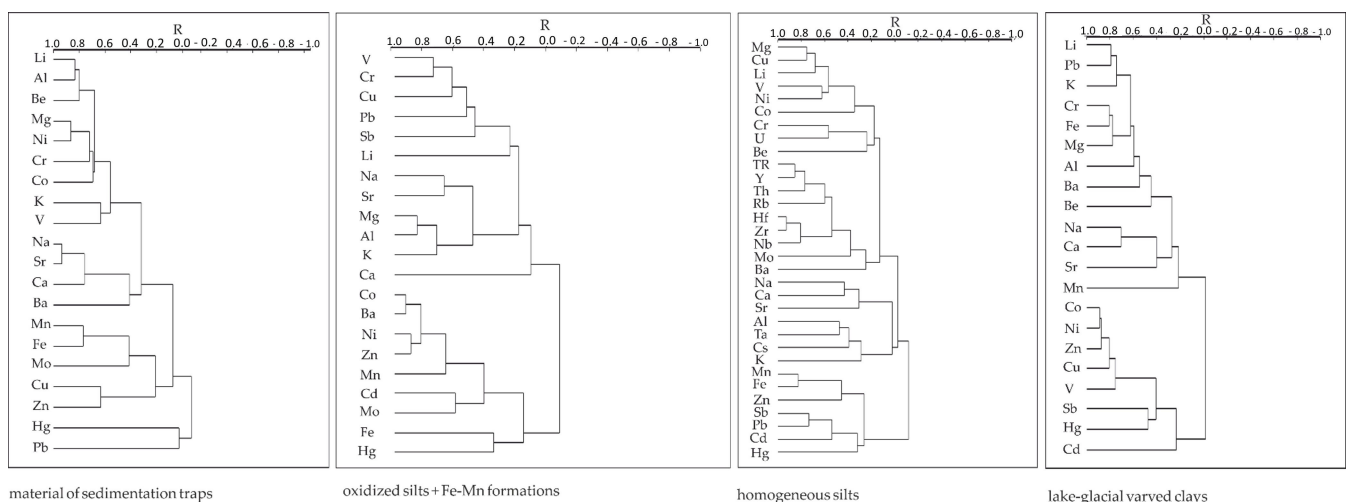 R
1.0 0.8 0.6 0.4 0.2 0.0 -0.2 -0.4 -0.6 -0.8 -1.0
Li
Al
Be
Mg
Ni
Cr
Co
K
V
Na
Sr
Ca
Ba
Mn
Fe
Mo
Cu
Zn
Hg
Pb
material of sedimentation traps
R
1.0 0.8 0.6 0.4 0.2 0.0 -0.2 -0.4 -0.6 -0.8 -1.0
V
Cr
Cu
Pb
Sb
Li
Na
Sr
Mg
Al
K
Ca
Co
Ba
Ni
Zn
Mn
Cd
Mo
Fe
Hg
oxidized silts + Fe-Mn formations
R
1.0 0.8 0.6 0.4 0.2 0.0 -0.2 -0.4 -0.6 -0.8 -1.0
Mg
Cu
Li
V
Ni
Co
Cr
U
Be
TR
Y
Th
Rb
Hf
Zr
Nb
Mo
Ba
Na
Ca
Sr
Al
Ta
Cs
K
Mn
Fe
Zn
Sb
Pb
Cd
Hg
homogeneous silts
R
1.0 0.8 0.6 0.4 0.2 0.0 -0.2 -0.4 -0.6 -0.8 -1.0
Li
Pb
K
Cr
Fe
Mg
Al
Ba
Be
Na
Ca
Sr
Mn
Co
Ni
Zn
Cu
V
Sb
Hg
Cd
lake-glacial varved clays